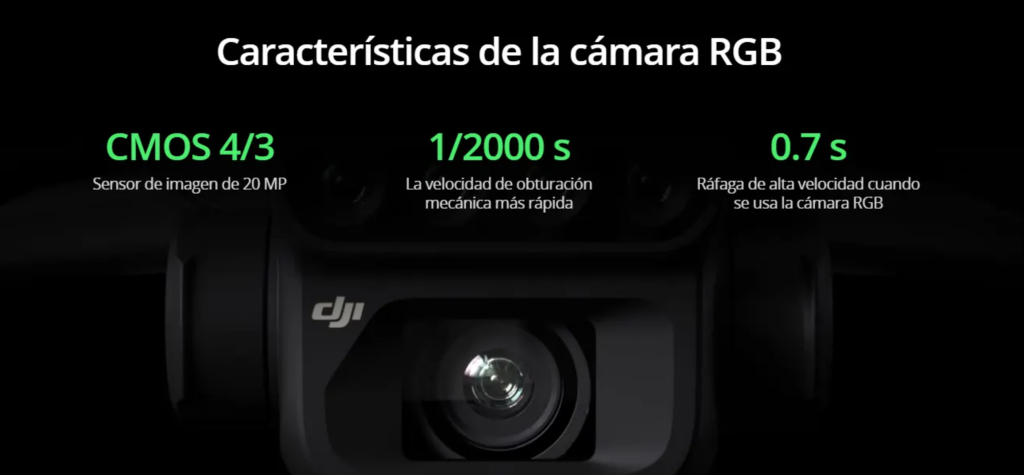 Características de la cámara RGB
CMOS 4/3
Sensor de imagen de 20 MP
1/2000 s
La velocidad de obturación
mecánica más rápida
0.7 s
Ráfaga de alta velocidad cuando
se usa la cámara RGB
dji